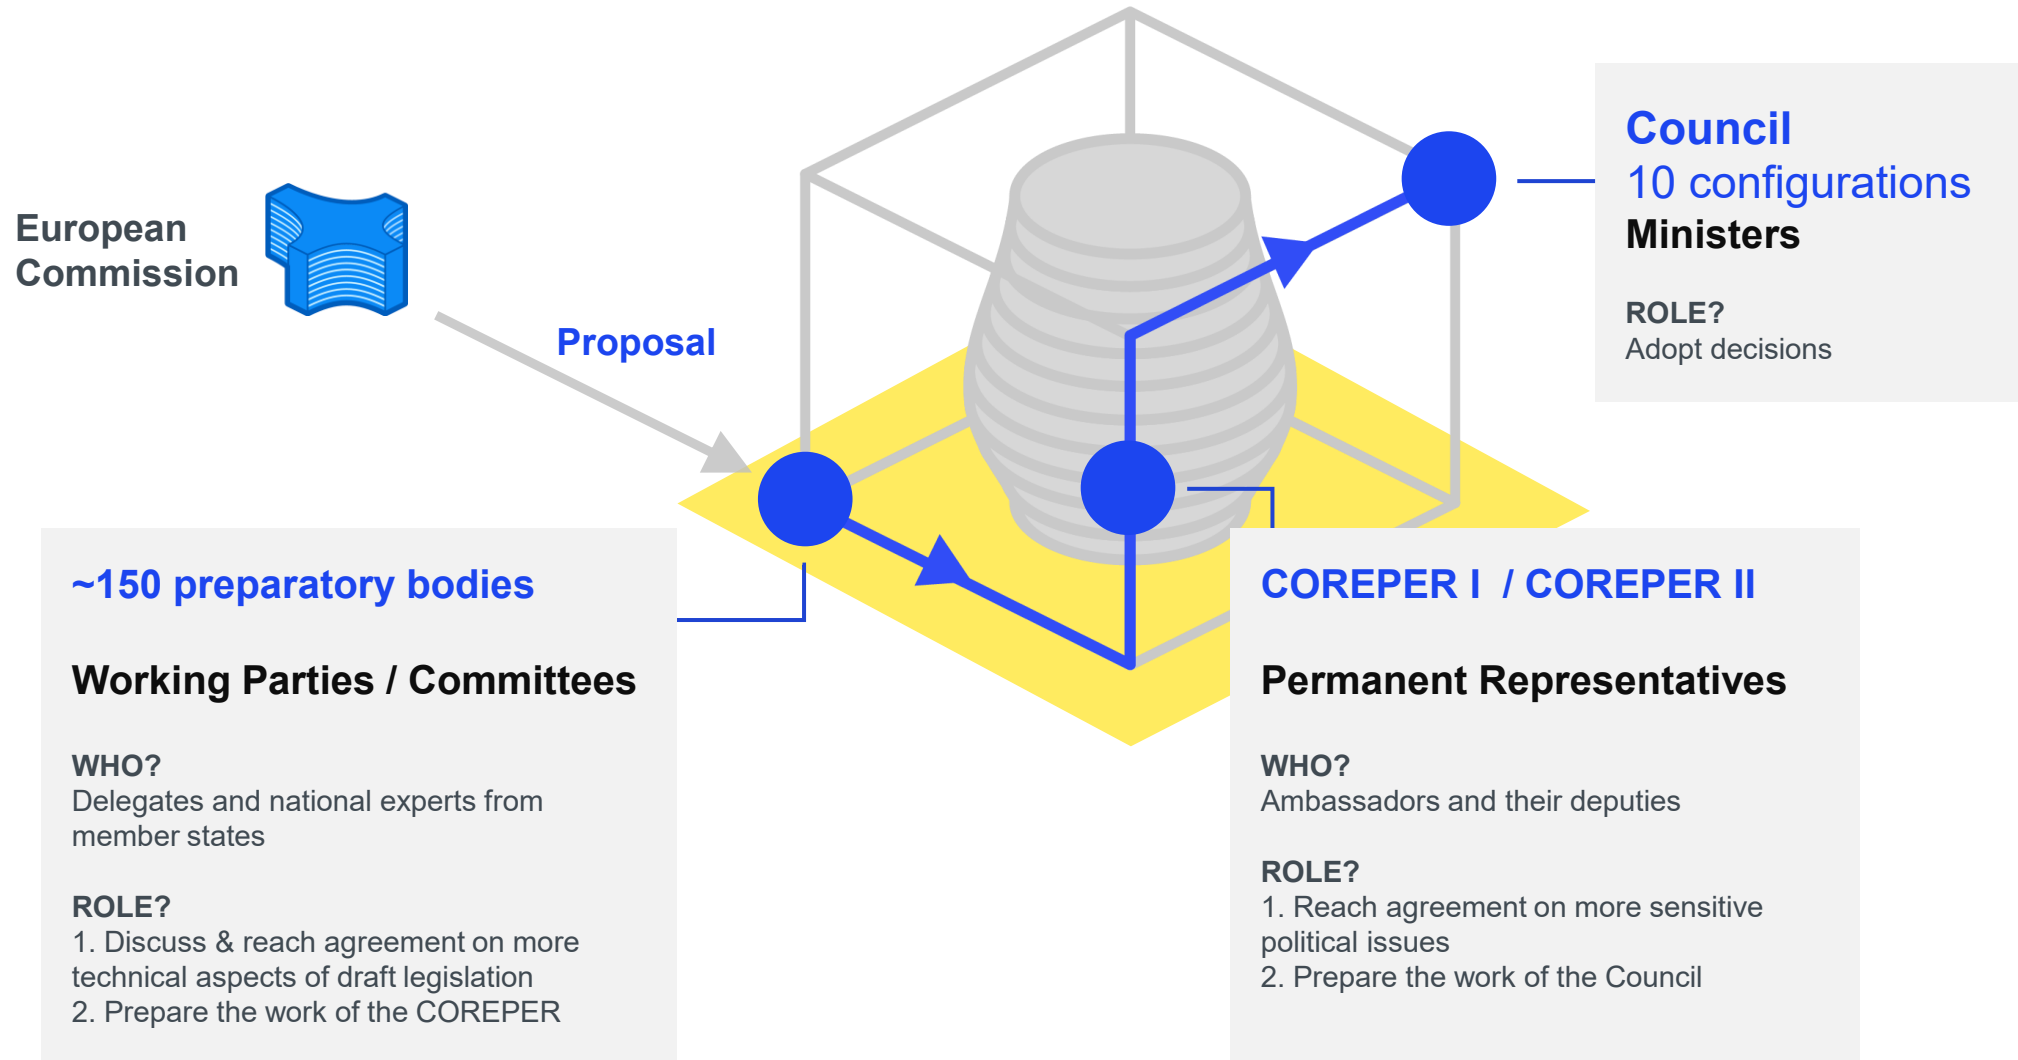 European
Commission
Proposal
Council
10 configurations
Ministers
ROLE?
Adopt decisions
~150 preparatory bodies
Working Parties / Committees
WHO?
Delegates and national experts from
member states
ROLE?
1. Discuss & reach agreement on more
technical aspects of draft legislation
2. Prepare the work of the COREPER
COREPER I / COREPER II
Permanent Representatives
WHO?
Ambassadors and their deputies
ROLE?
1. Reach agreement on more sensitive
political issues
2. Prepare the work of the Council